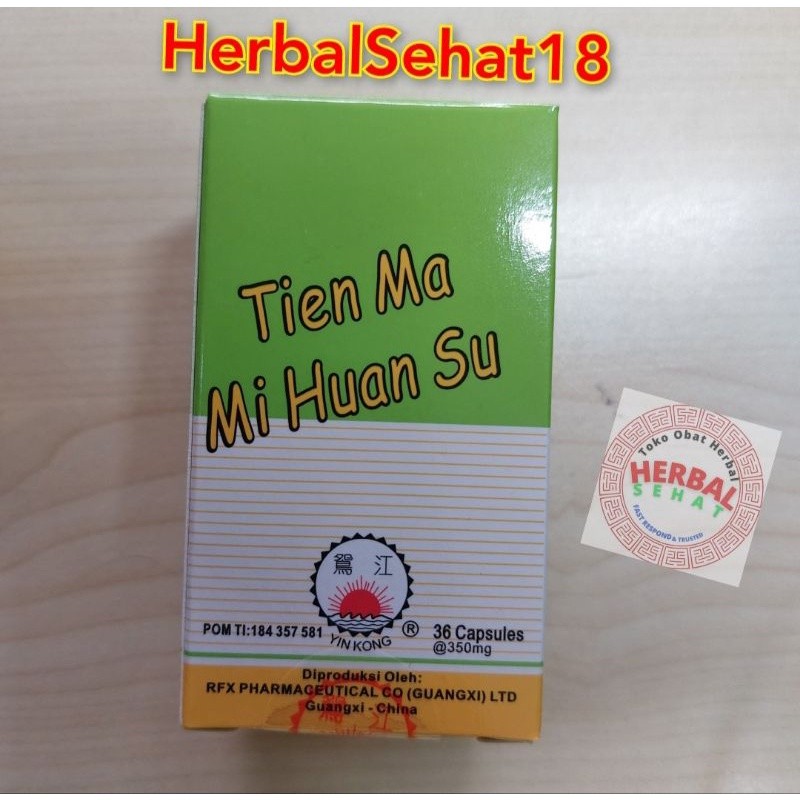 HerbalSehat18
Tien Ma
Mi Huan Su
Toko Obat Herbal
HERBAL
SEHAT
FAST RESPOND & TRUSTED
鴛 江
YIN KONG ®
POM TI:184 357 581
36 Capsules
@350mg
Diproduksi Oleh:
RFX PHARMACEUTICAL CO (GUANGXI) LTD
Guangxi - China